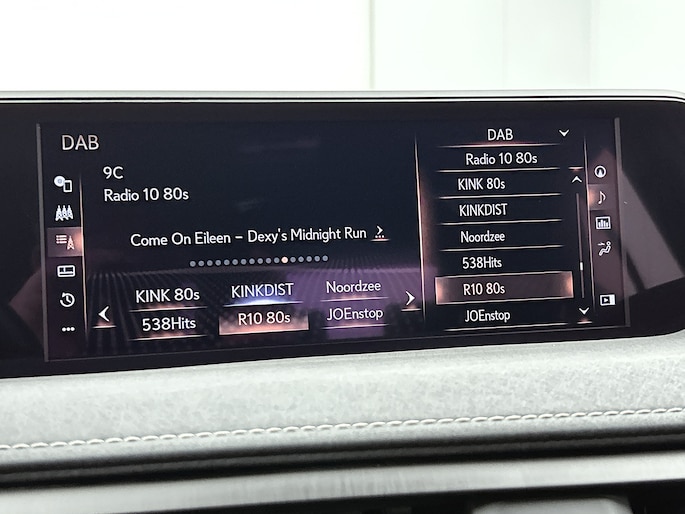 DAB
9C
Radio 10 80s
Come On Eileen – Dexy's Midnight Run
KINK 80s KINKDIST Noordzee
538Hits R10 80s JOEnstop
DAB
Radio 10 80s
KINK 80s
KINKDIST
Noordzee
538Hits
R10 80s
JOEnstop